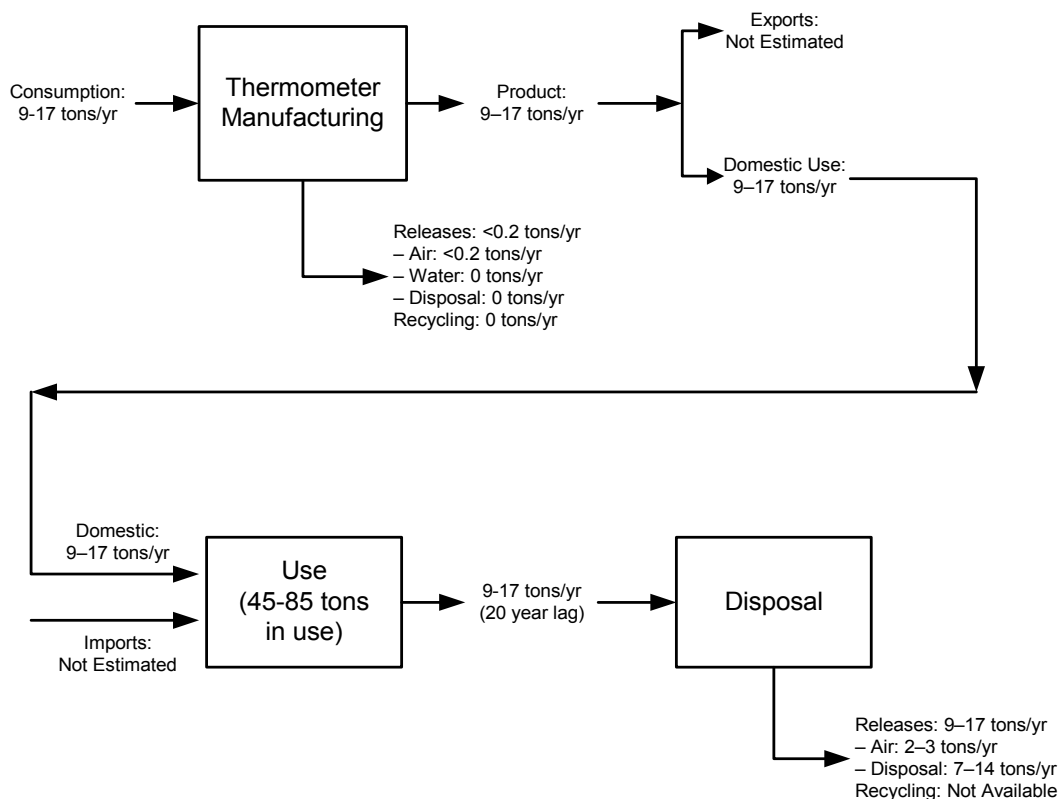 Exports:
Not Estimated
Consumption:
9-17 tons/yr
Thermometer
Manufacturing
Product:
9–17 tons/yr
Domestic Use:
9–17 tons/yr
Releases: <0.2 tons/yr
– Air: <0.2 tons/yr
– Water: 0 tons/yr
– Disposal: 0 tons/yr
Recycling: 0 tons/yr
Domestic:
9–17 tons/yr
Imports:
Not Estimated
Use
(45-85 tons
in use)
9-17 tons/yr
(20 year lag)
Disposal
Releases: 9–17 tons/yr
– Air: 2–3 tons/yr
– Disposal: 7–14 tons/yr
Recycling: Not Available